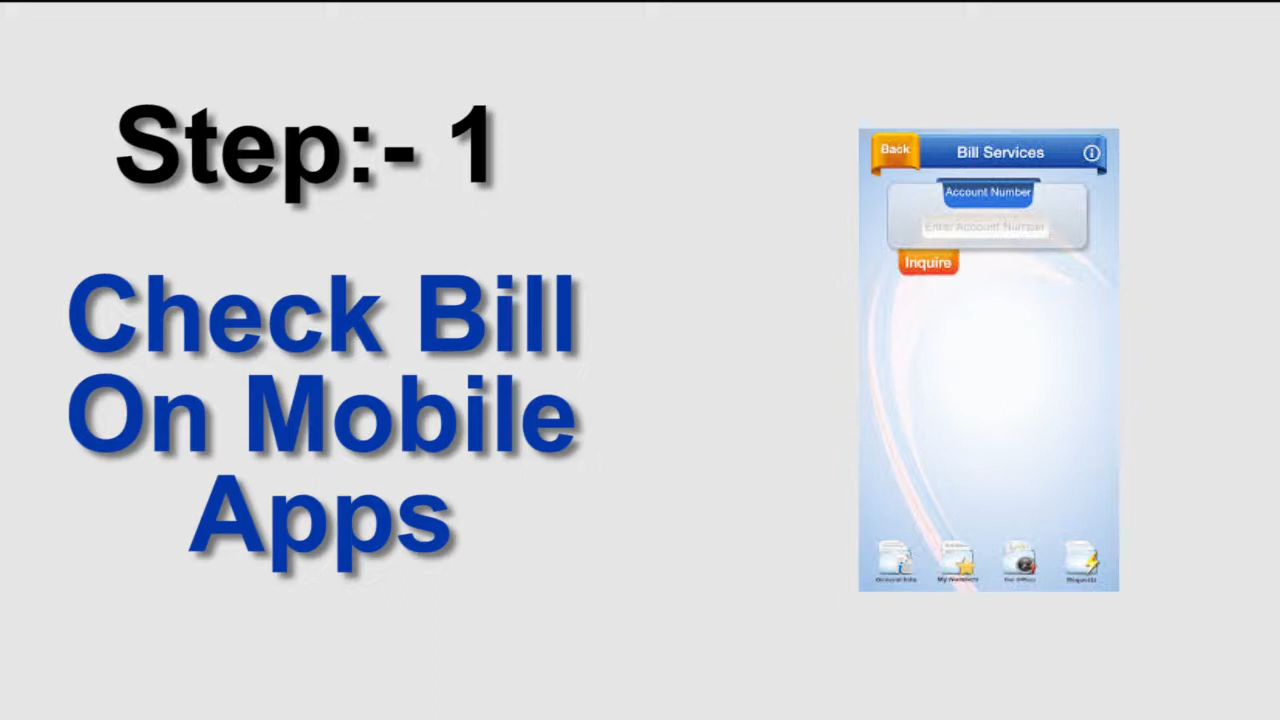 Step:- 1
Check Bill
On Mobile
Apps
Back
Bill Services
Account Number
Enter Account Number
Inquire